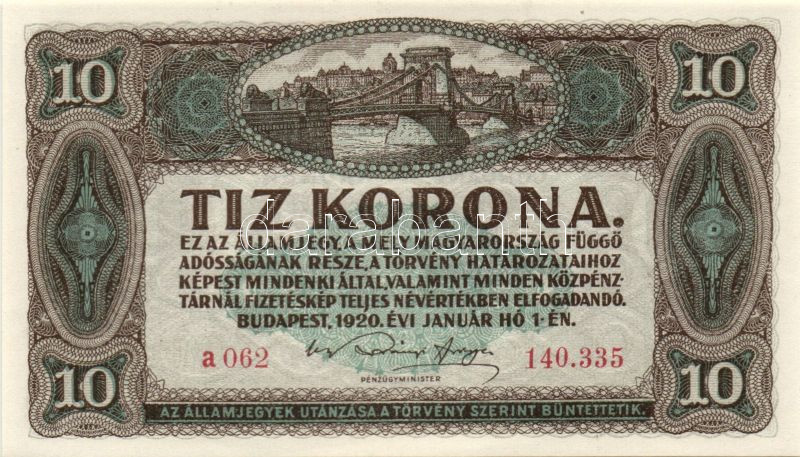 10 10
TIZ KORONA.
EZ AZ ÁLLAMJEGY, A MELY MAGYARORSZÁG FÜGGŐ
ADÓSSÁGÁNAK RÉSZE, A TÖRVÉNY HATÁROZATAIHOZ
KÉPEST MINDENKI ÁLTAL, VALAMINT MINDEN KÖZPÉNZ-
TÁRNÁL FIZETÉSKÉP TELJES NÉVÉRTÉKBEN ELFOGADANDÓ.
BUDAPEST, 1920. ÉVI JANUÁR HÓ 1-ÉN.
a 062 140.335
PÉNZÜGYMINISTER
10 10
AZ ÁLLAMJEGYEK UTÁNZÁSA A TÖRVÉNY SZERINT BÜNTETTETIK.